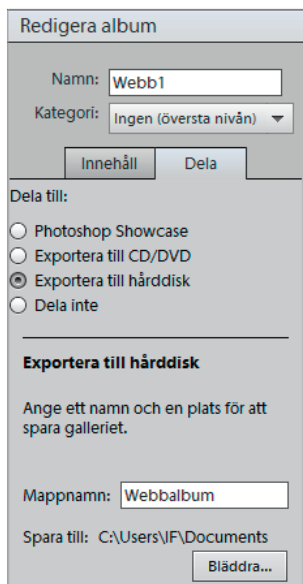 Redigera album
Namn: Webb1
Kategori: Ingen (översta nivån)
Innehåll Dela
Dela till:
Photoshop Showcase
Exportera till CD/DVD
Exportera till hårddisk
Dela inte
Exportera till hårddisk
Ange ett namn och en plats för att
spara galleriet.
Mappnamn: Webbalbum
Spara till: C:\Users\IF\Documents
Bläddra...